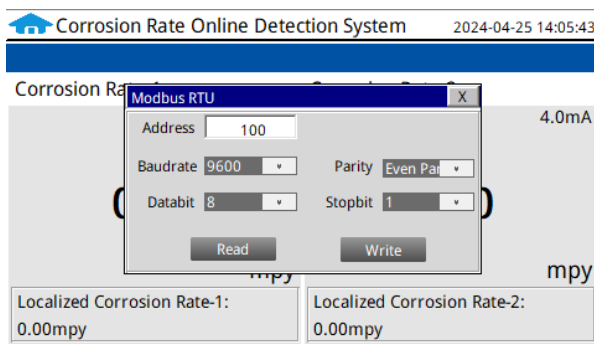 Corrosion Rate Online Detection System 2024-04-25 14:05:43
Corrosion Ra
Modbus RTU X
4.0mA
Address 100
Baudrate 9600 Parity Even Par
Databit 8 Stopbit 1
Read Write
mpy mpy
Localized Corrosion Rate-1: Localized Corrosion Rate-2:
0.00mpy 0.00mpy